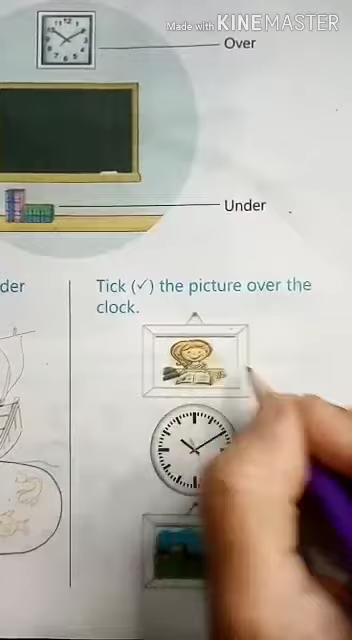 Made with KINEMASTER
Over
Under
der
Tick (✓) the picture over the
clock.